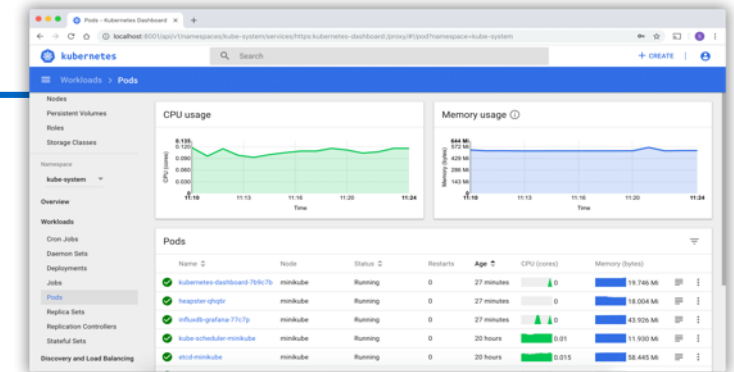 Pods - Kubernetes Dashboard
localhost:8001/api/v1/namespaces/kube-system/services/https:kubernetes-dashboard:/proxy/#!/pod?namespace=kube-system
kubernetes
Search
+ CREATE
Workloads > Pods
Nodes
Persistent Volumes
Roles
Storage Classes
Namespace
kube-system
Overview
Workloads
Cron Jobs
Daemon Sets
Deployments
Jobs
Pods
Replica Sets
Replication Controllers
Stateful Sets
Discovery and Load Balancing
CPU usage
CPU (cores)
0.135
0.120
0.090
0.060
0.030
0
11:10 11:13 11:16 11:20 11:24
Time
Memory usage
Memory (bytes)
644 Mi
572 Mi
429 Mi
286 Mi
143 Mi
0
11:10 11:13 11:16 11:20 11:24
Time
Pods
Name Node Status Restarts Age CPU (cores) Memory (bytes)
kubernetes-dashboard-7b9c7b minikube Running 0 27 minutes 0 19.746 Mi
heapster-qhqbr minikube Running 0 27 minutes 0 18.004 Mi
influxdb-grafana-77c7p minikube Running 0 27 minutes 0 43.926 Mi
kube-scheduler-minikube minikube Running 0 20 hours 0.01 11.930 Mi
etcd-minikube minikube Running 0 20 hours 0.015 58.445 Mi